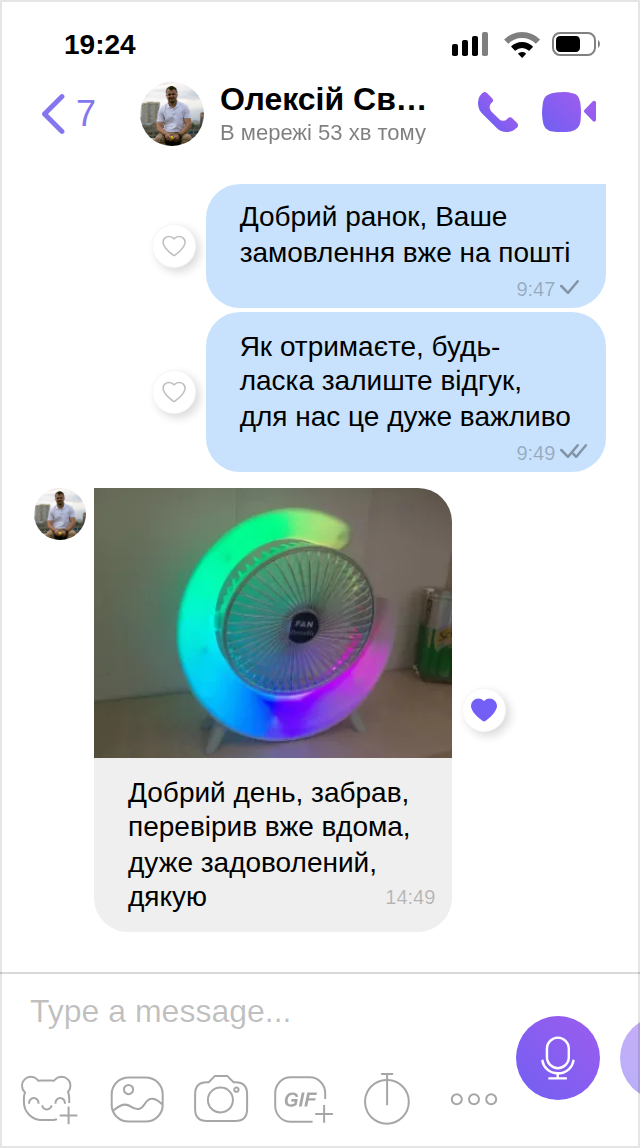 19:24
7
Олексій Св...
В мережі 53 хв тому
Добрий ранок, Ваше
замовлення вже на пошті
9:47
Як отримаєте, будь-
ласка залиште відгук,
для нас це дуже важливо
9:49
FAN
Добрий день, забрав,
перевірив вже вдома,
дуже задоволений,
дякую
14:49
Type a message...
GIF